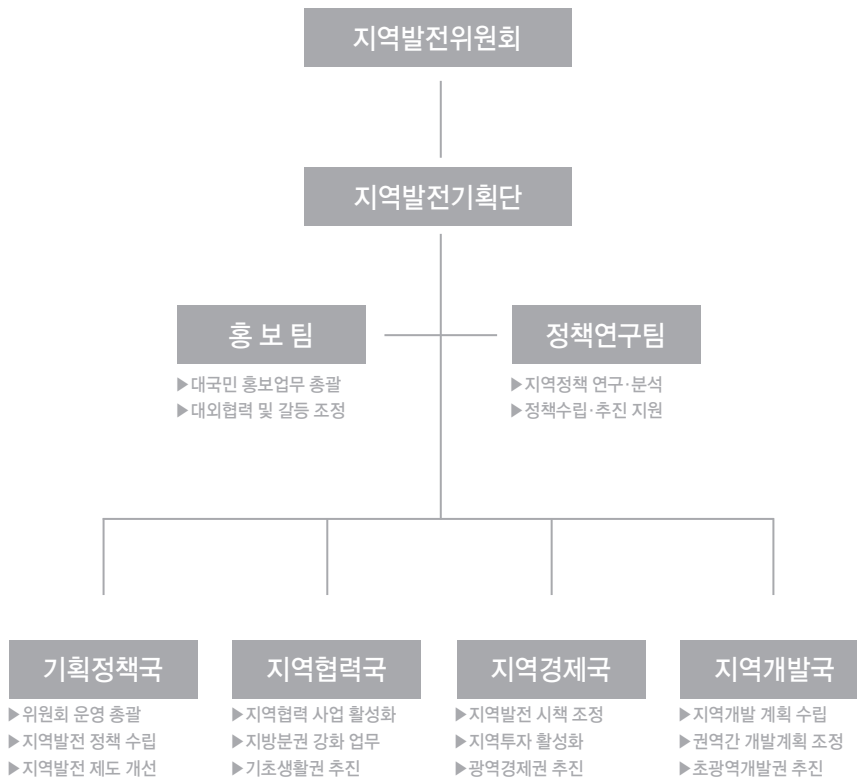 지역발전위원회
지역발전기획단
홍 보 팀
▶대국민 홍보업무 총괄
▶대외협력 및 갈등 조정
정책연구팀
▶지역정책 연구·분석
▶정책수립·추진 지원
기획정책국
▶위원회 운영 총괄
▶지역발전 정책 수립
▶지역발전 제도 개선
지역협력국
▶지역협력 사업 활성화
▶지방분권 강화 업무
▶기초생활권 추진
지역경제국
▶지역발전 시책 조정
▶지역투자 활성화
▶광역경제권 추진
지역개발국
▶지역개발 계획 수립
▶권역간 개발계획 조정
▶초광역개발권 추진